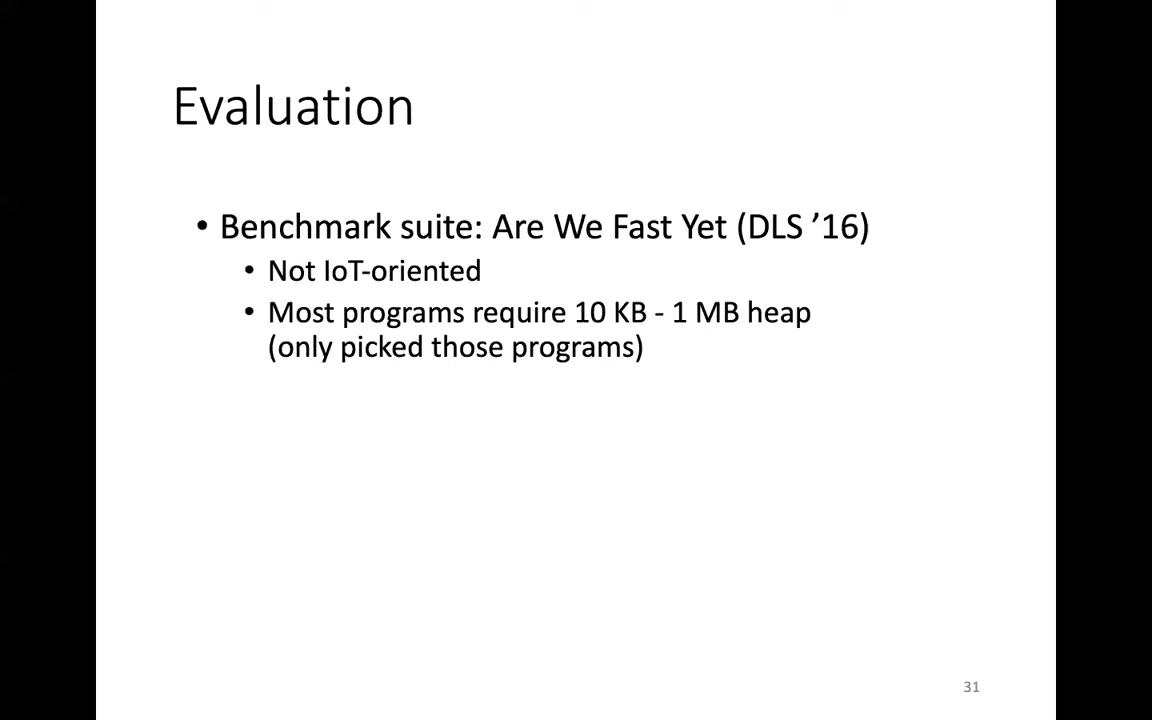 Evaluation
• Benchmark suite: Are We Fast Yet (DLS ’16)
• Not IoT-oriented
• Most programs require 10 KB - 1 MB heap
(only picked those programs)
31